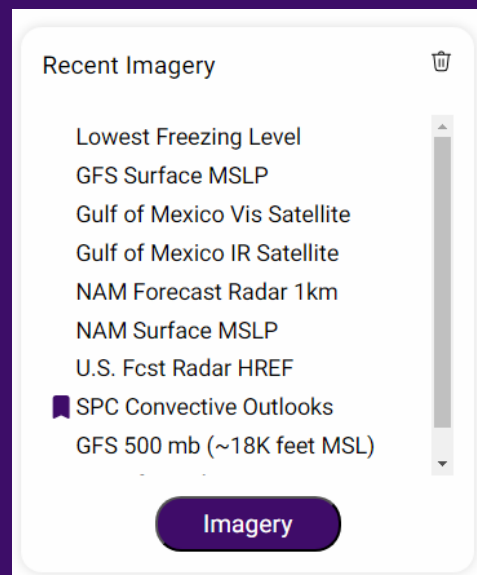 Recent Imagery
Lowest Freezing Level
GFS Surface MSLP
Gulf of Mexico Vis Satellite
Gulf of Mexico IR Satellite
NAM Forecast Radar 1km
NAM Surface MSLP
U.S. Fcst Radar HREF
SPC Convective Outlooks
GFS 500 mb (~18K feet MSL)
Imagery